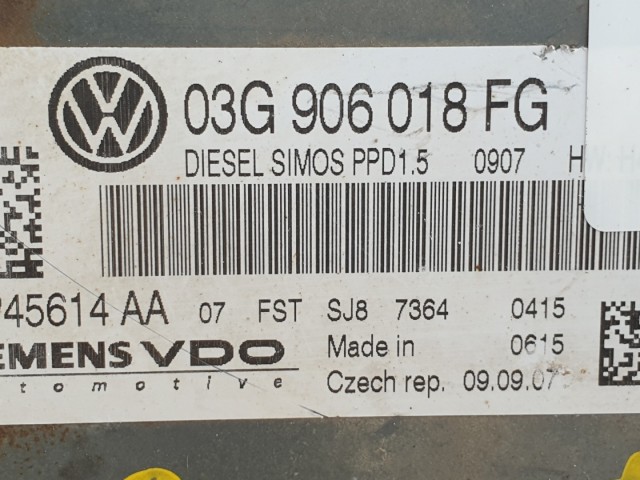 03G 906 018 FG
DIESEL SIMOS PPD1.5 0907 H
45614 AA 07 FST SJ8 7364 0415
EMENS VDO Made in 0615
tomotive Czech rep. 09.09.07